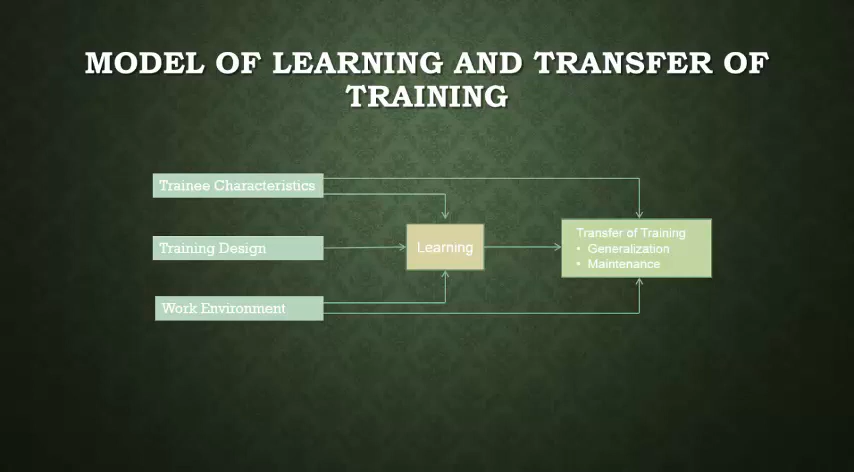 MODEL OF LEARNING AND TRANSFER OF
TRAINING
Trainee Characteristics
Training Design
Work Environment
Learning
Transfer of Training
• Generalization
• Maintenance